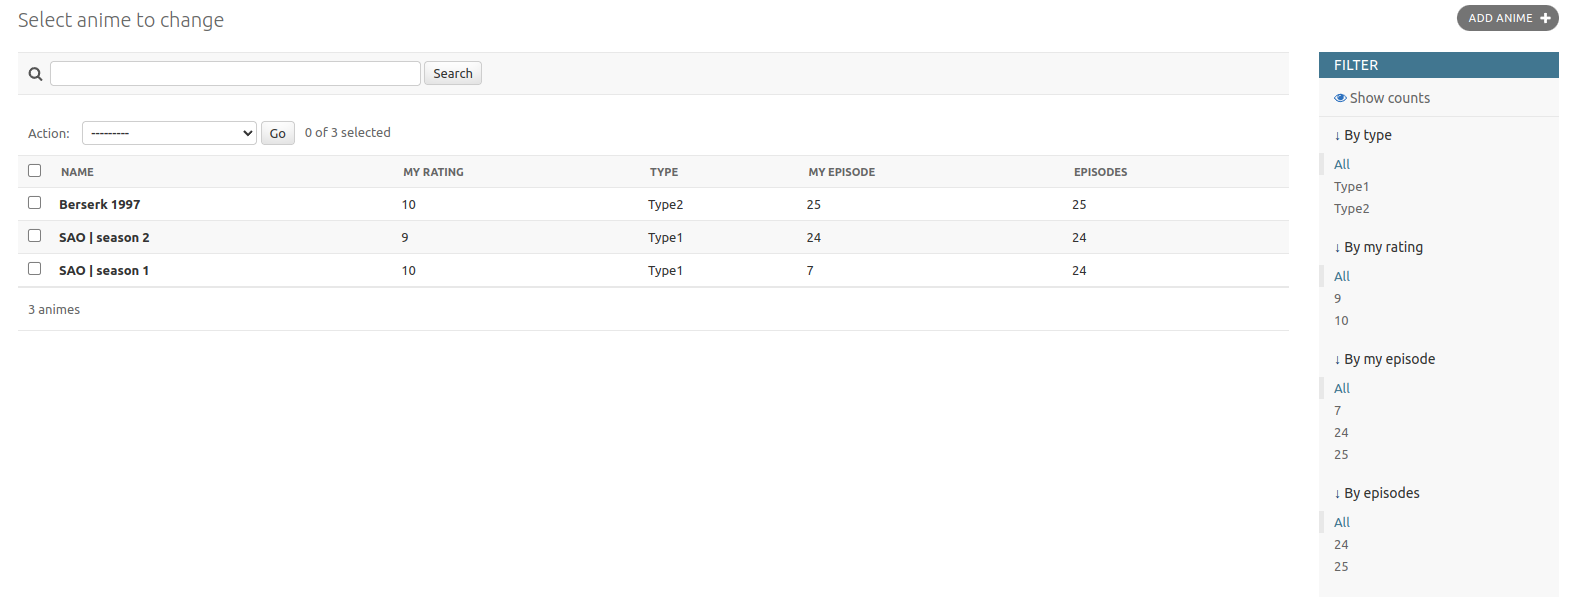 Select anime to change
ADD ANIME +
Search
Action: --------- Go 0 of 3 selected
NAME MY RATING TYPE MY EPISODE EPISODES
Berserk 1997 10 Type2 25 25
SAO | season 2 9 Type1 24 24
SAO | season 1 10 Type1 7 24
3 animes
FILTER
Show counts
↓ By type
All
Type1
Type2
↓ By my rating
All
9
10
↓ By my episode
All
7
24
25
↓ By episodes
All
24
25